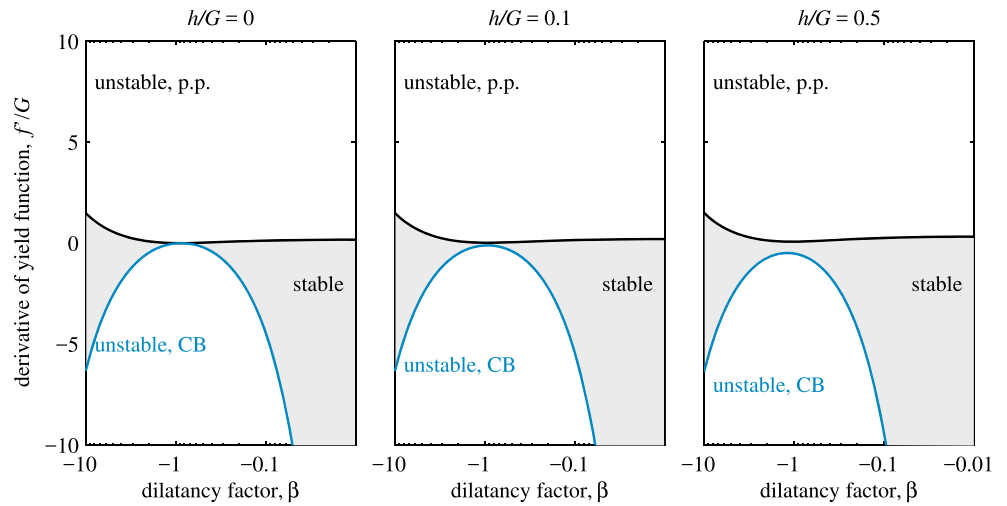 h/G = 0
h/G = 0.1
h/G = 0.5
derivative of yield function, f'/G
10
5
0
−5
−10
unstable, p.p.
stable
unstable, CB
unstable, p.p.
stable
unstable, CB
unstable, p.p.
stable
unstable, CB
−10
−1
−0.1
−10
−1
−0.1
−10
−1
−0.1
−0.01
dilatancy factor, β
dilatancy factor, β
dilatancy factor, β